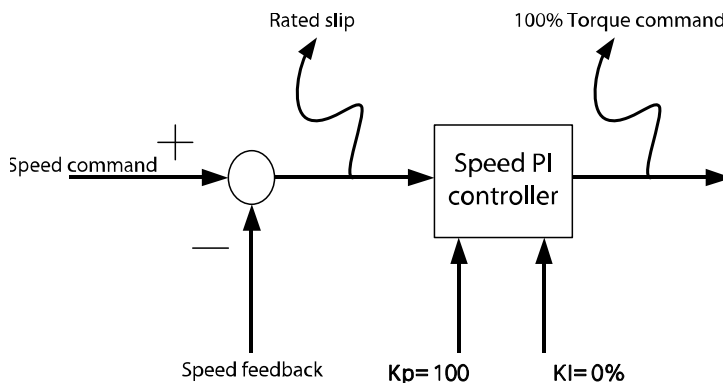 Rated slip
100% Torque command
+
Speed command
Speed PI
controller
—
Speed feedback
Kp= 100
KI= 0%